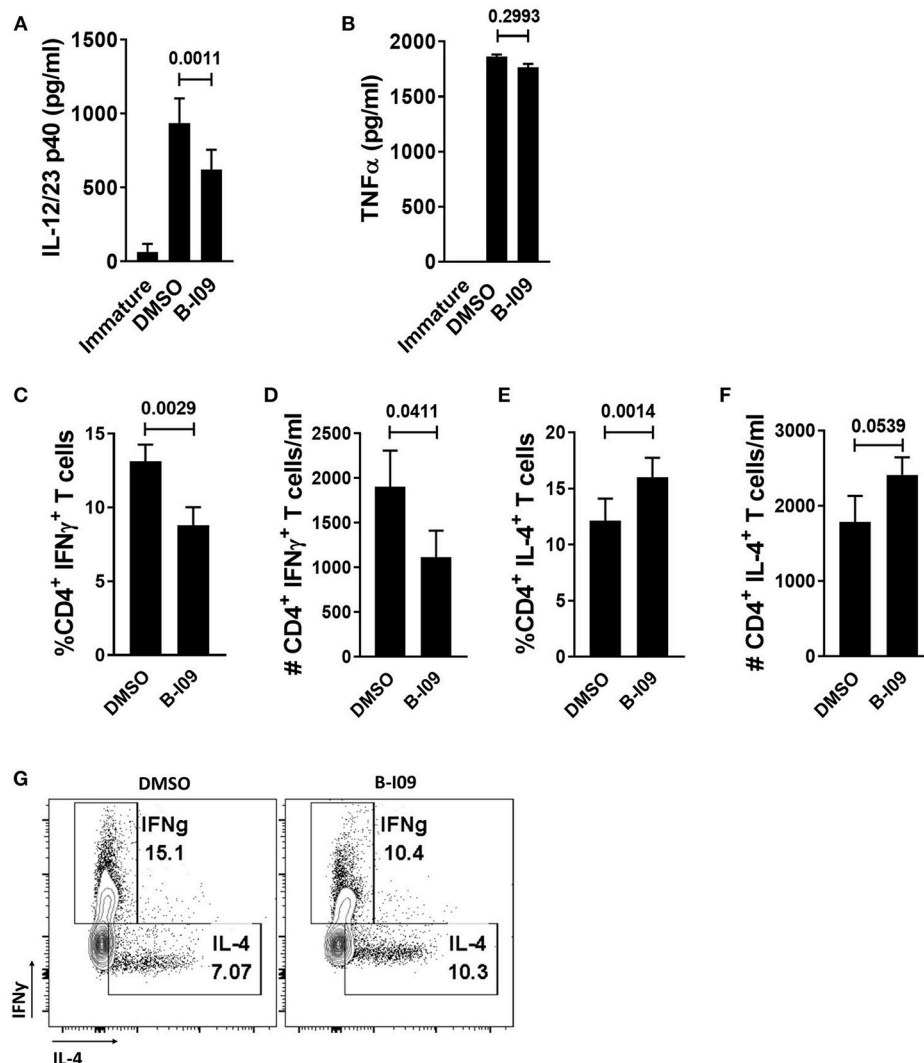 A
IL-12/23 p40 (pg/ml)
1500
1000
500
0
0.0011
Immature
DMSO
B-I09
B
TNFα (pg/ml)
2000
1500
1000
500
0
0.2993
Immature
DMSO
B-I09
C
%CD4+ IFNγ+ T cells
15
10
5
0
0.0029
DMSO
B-I09
D
# CD4+ IFNγ+ T cells/ml
2500
2000
1500
1000
500
0
0.0411
DMSO
B-I09
E
%CD4+ IL-4+ T cells
20
15
10
5
0
0.0014
DMSO
B-I09
F
# CD4+ IL-4+ T cells/ml
3000
2000
1000
0
0.0539
DMSO
B-I09
G
DMSO
IFNg
15.1
IL-4
7.07
B-I09
IFNg
10.4
IL-4
10.3
IFNγ
IL-4